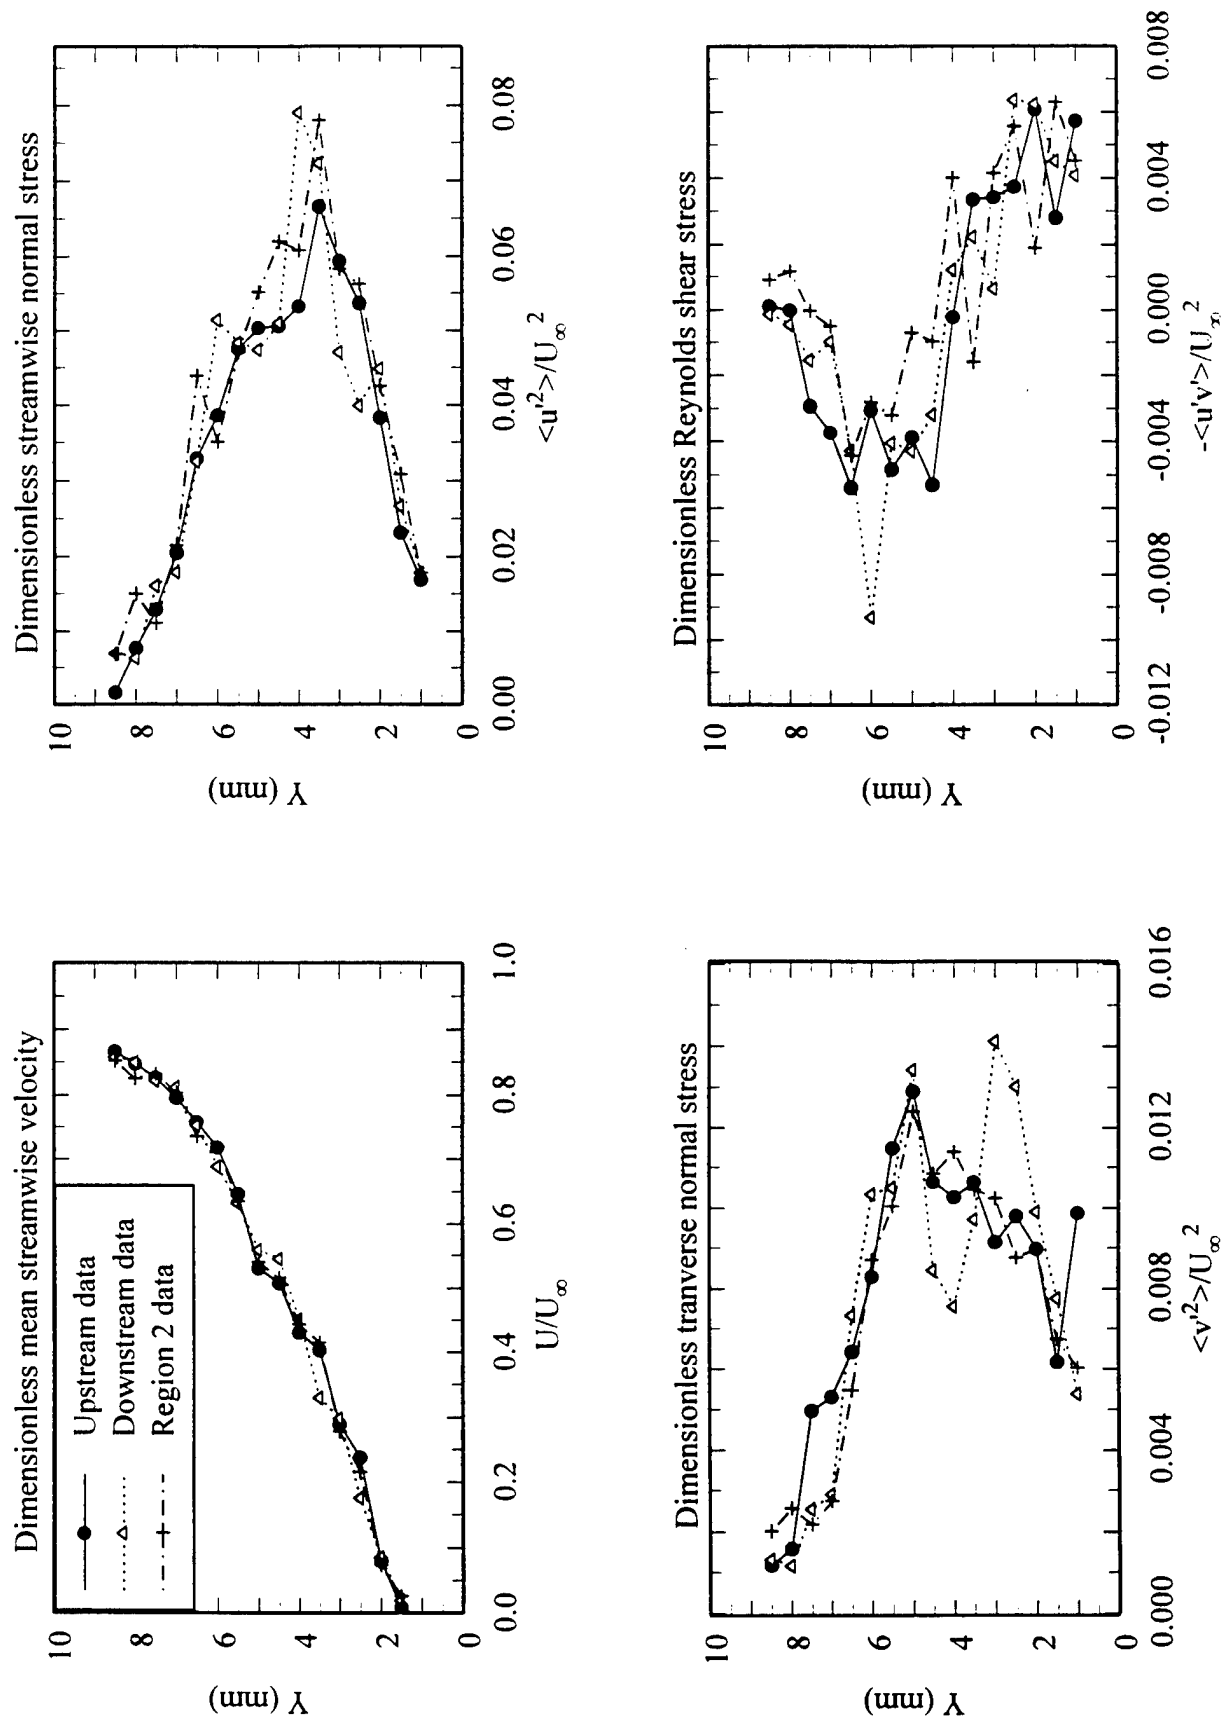 Dimensionless mean streamwise velocity
Upstream data
Downstream data
Region 2 data
Y (mm)
10
8
6
4
2
0
0.0 0.2 0.4 0.6 0.8 1.0
U/U∞
Dimensionless streamwise normal stress
Y (mm)
10
8
6
4
2
0
0.00 0.02 0.04 0.06 0.08
<u'²>/U∞²
Dimensionless tranverse normal stress
Y (mm)
10
8
6
4
2
0
0.000 0.004 0.008 0.012 0.016
<v'²>/U∞²
Dimensionless Reynolds shear stress
Y (mm)
10
8
6
4
2
0
-0.012 -0.008 -0.004 0.000 0.004 0.008
-<u'v'>/U∞²